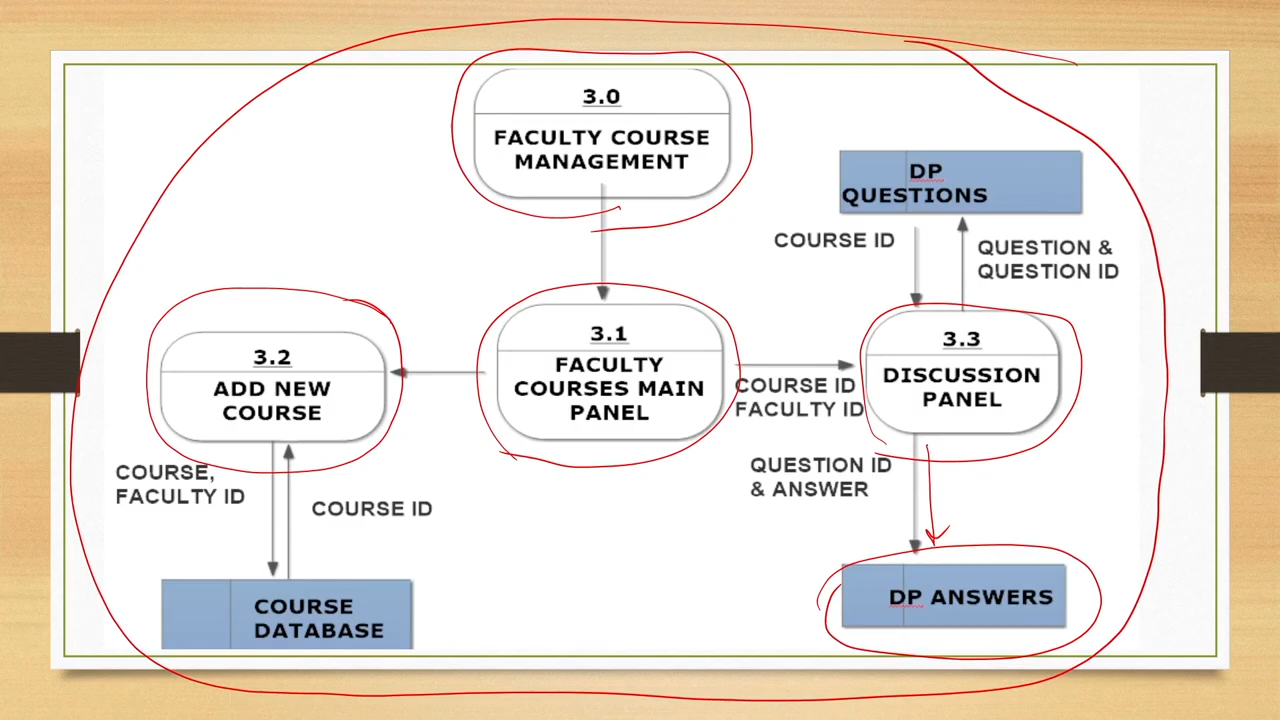 3.0
FACULTY COURSE
MANAGEMENT
DP
QUESTIONS
COURSE ID
QUESTION &
QUESTION ID
3.2
ADD NEW
COURSE
3.1
FACULTY
COURSES MAIN
PANEL
COURSE ID
FACULTY ID
3.3
DISCUSSION
PANEL
COURSE,
FACULTY ID
COURSE ID
QUESTION ID
& ANSWER
COURSE
DATABASE
DP ANSWERS